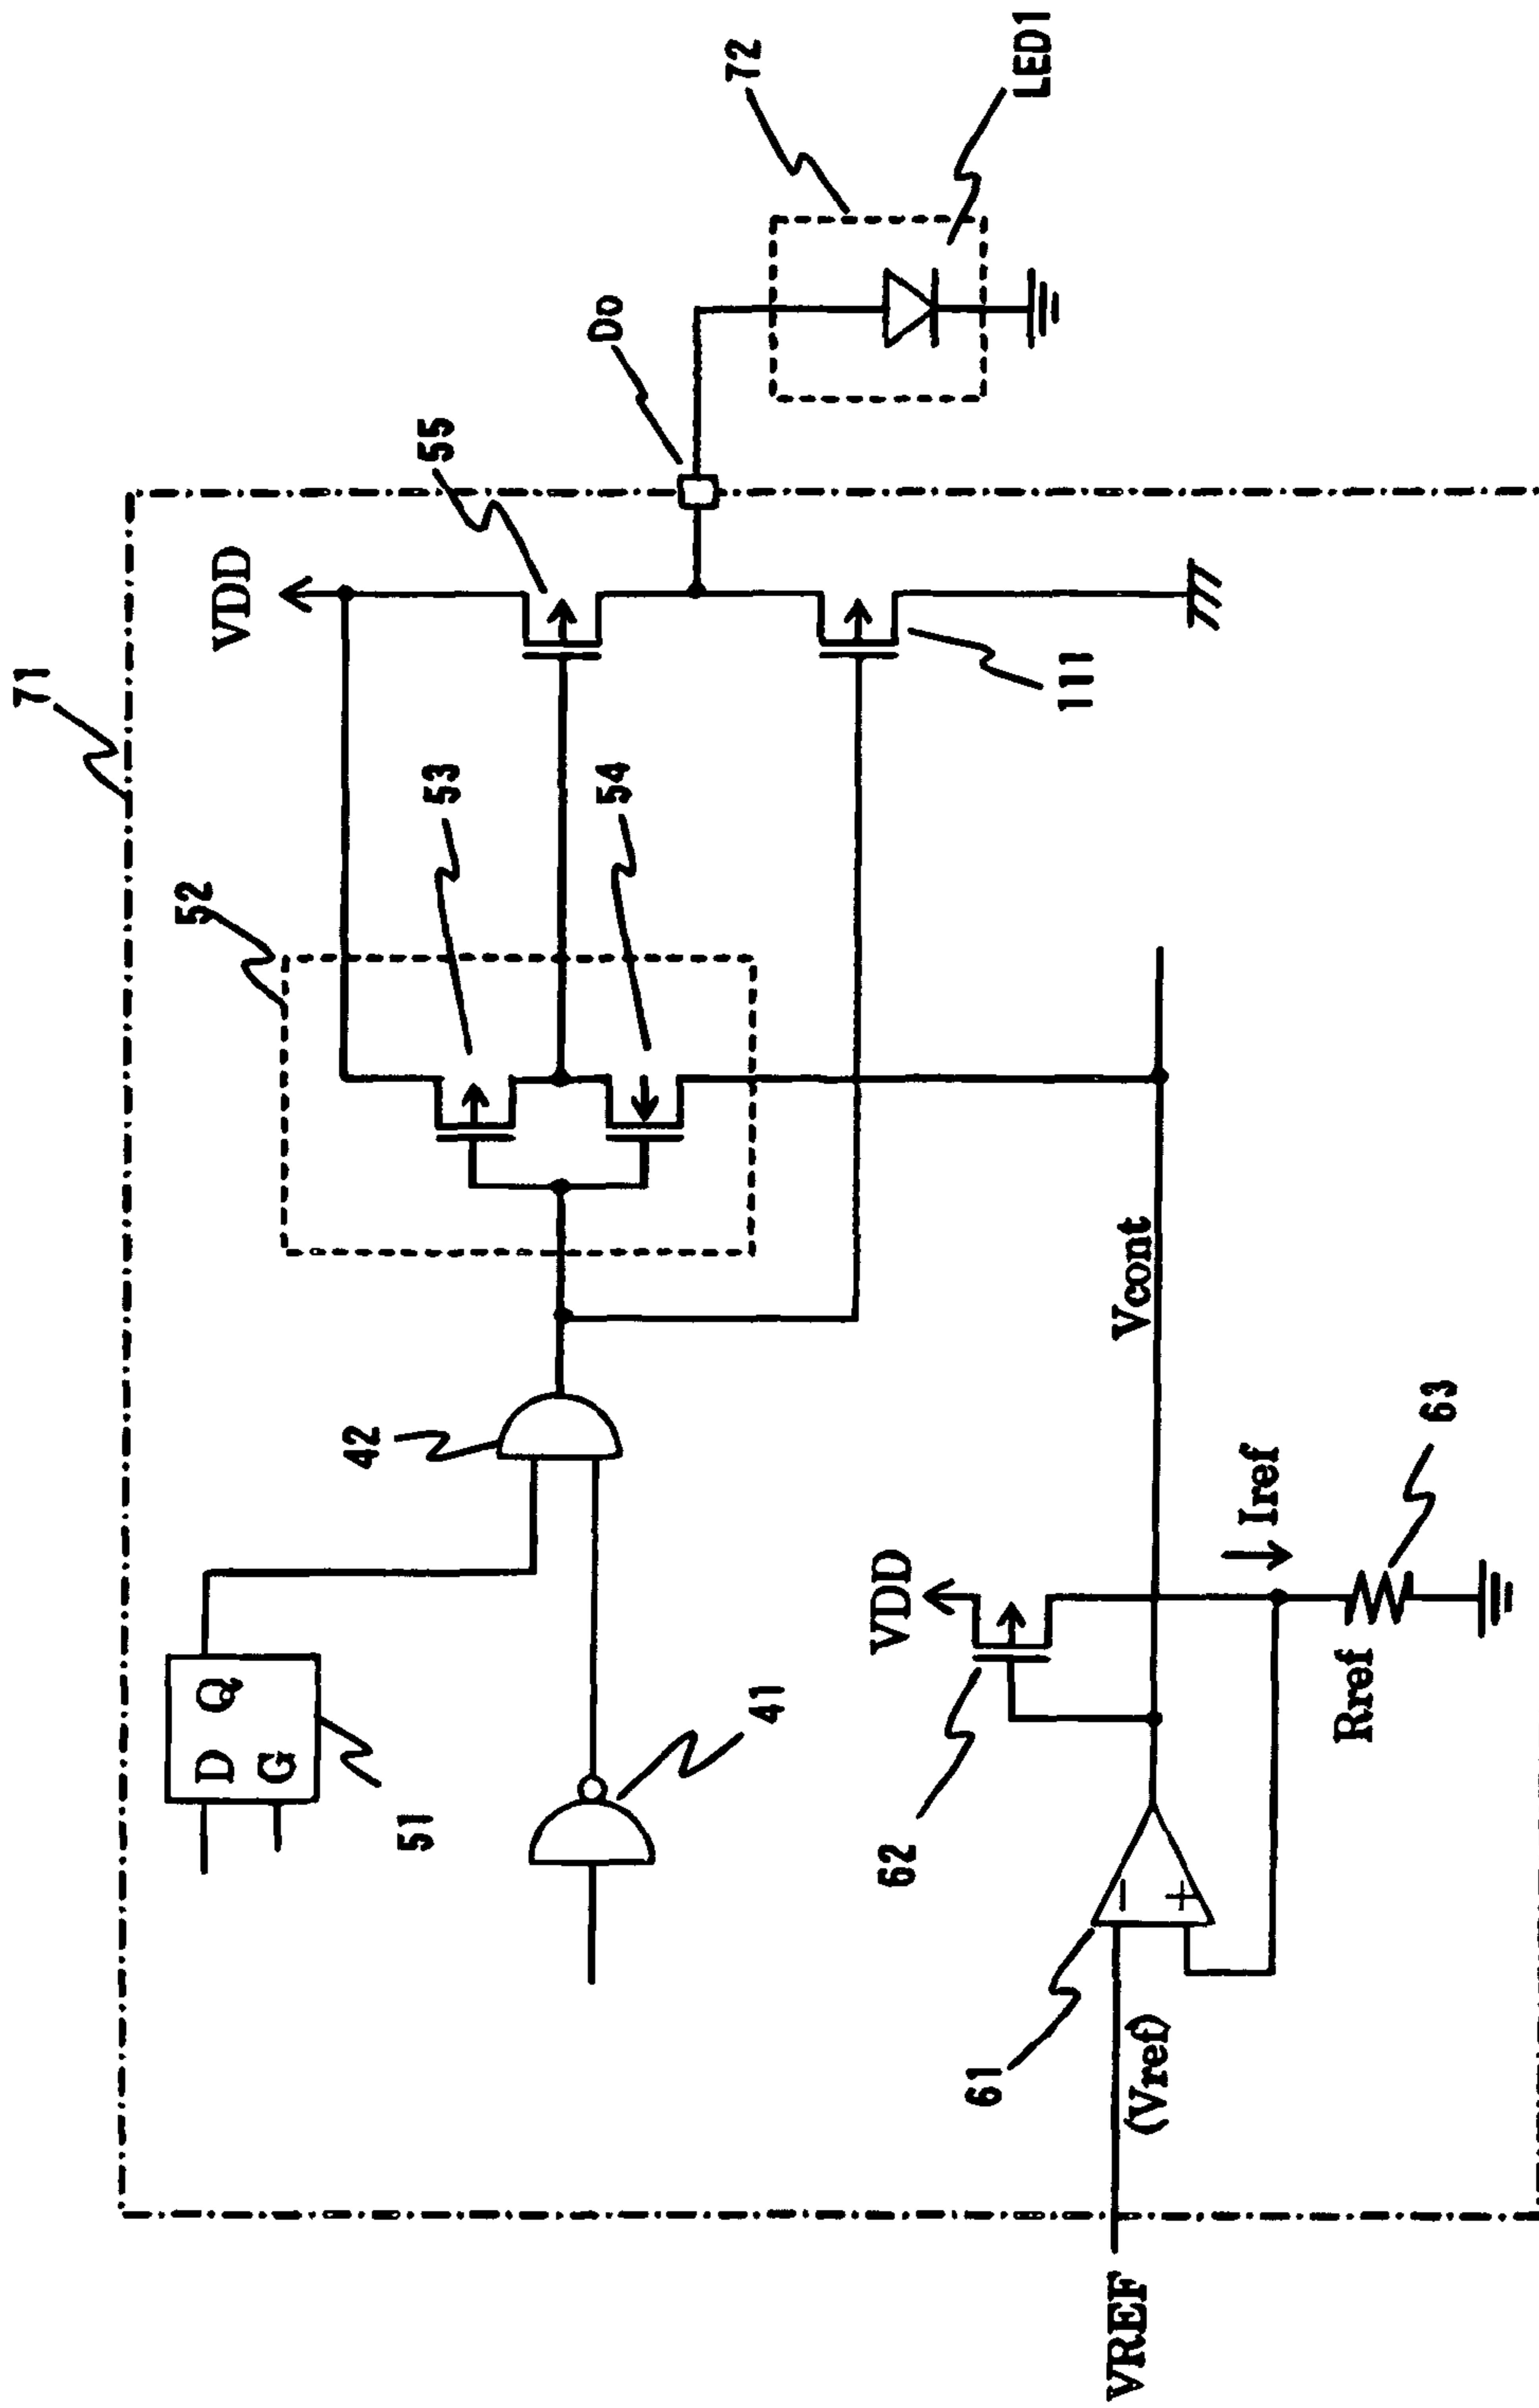 71
VDD
55
Do
72
LED1
52
53
54
111
51
D Q
G
42
41
VDD
62
61
VREF
(Vref)
Vcont
Iref
Rref
63
- 
+